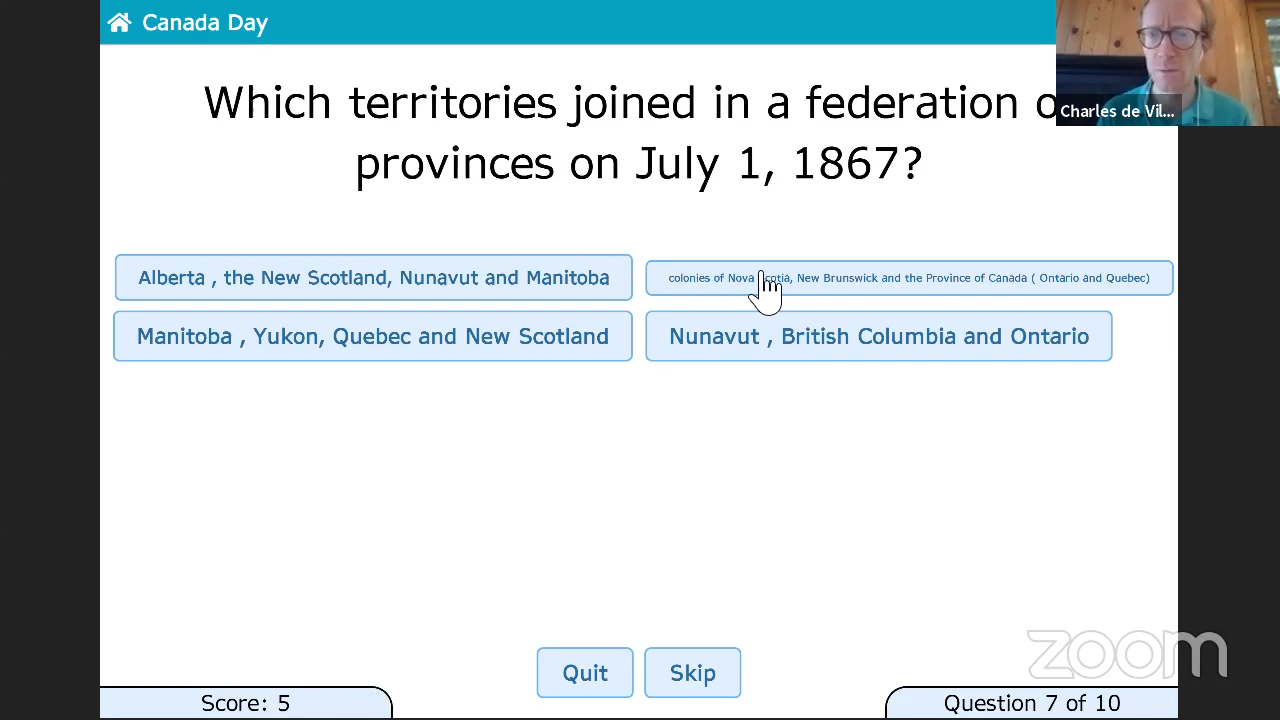 Canada Day
Which territories joined in a federation
provinces on July 1, 1867?
Charles de Vil...
Alberta , the New Scotland, Nunavut and Manitoba
colonies of Nova Scotia, New Brunswick and the Province of Canada ( Ontario and Quebec)
Manitoba , Yukon, Quebec and New Scotland
Nunavut , British Columbia and Ontario
Quit
Skip
zoom
Score: 5
Question 7 of 10